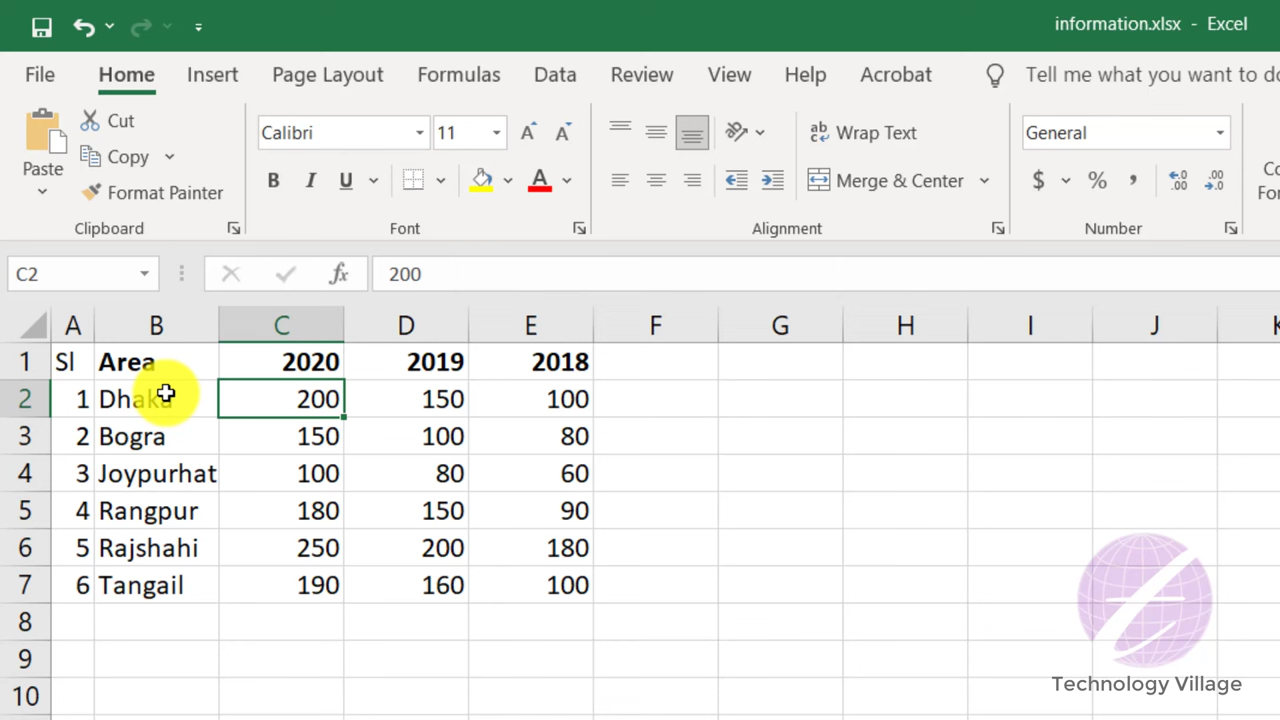 information.xlsx - Excel
File Home Insert Page Layout Formulas Data Review View Help Acrobat Tell me what you want to do
Paste
Cut
Copy
Format Painter
Clipboard
Calibri 11 A A
B I U A
Font
ab Wrap Text
Merge & Center
Alignment
General
$ % , .00 .0
Number
C2 fx 200
A B C D E F G H I J K
1 Sl Area 2020 2019 2018
2 1 Dhaka 200 150 100
3 2 Bogra 150 100 80
4 3 Joypurhat 100 80 60
5 4 Rangpur 180 150 90
6 5 Rajshahi 250 200 180
7 6 Tangail 190 160 100
8
9
10
Technology Village